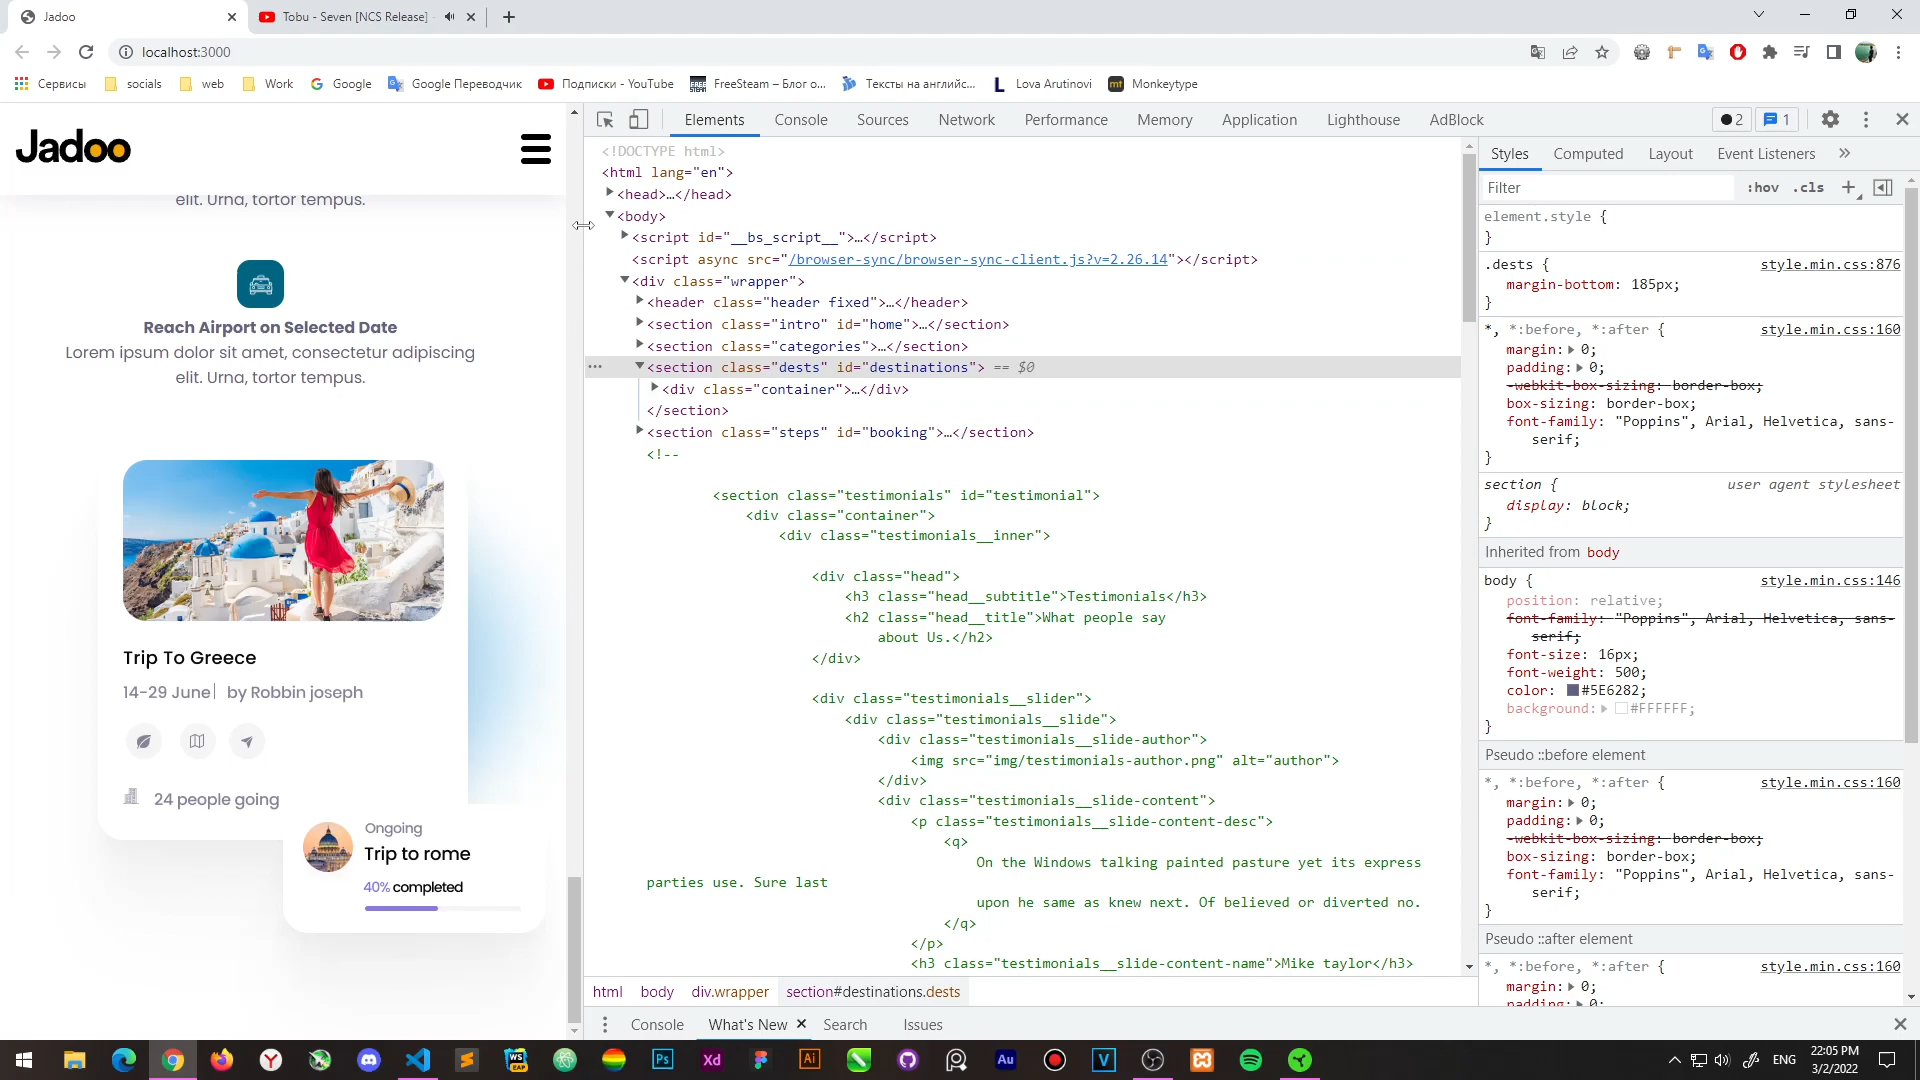 Jadoo
Tobu - Seven [NCS Release]
localhost:3000
Сервисы
socials
web
Work
Google
Google Переводчик
Подписки - YouTube
FreeSteam – Блог о...
Тексты на английс...
Lova Arutinovi
Monkeytype
Jadoo
elit. Urna, tortor tempus.
Reach Airport on Selected Date
Lorem ipsum dolor sit amet, consectetur adipiscing
elit. Urna, tortor tempus.
Trip To Greece
14-29 June | by Robbin joseph
24 people going
Ongoing
Trip to rome
40% completed
Elements
Console
Sources
Network
Performance
Memory
Application
Lighthouse
AdBlock
2
1
<!DOCTYPE html>
<html lang="en">
<head>…</head>
<body>
<script id="__bs_script__">…</script>
<script async src="/browser-sync/browser-sync-client.js?v=2.26.14"></script>
<div class="wrapper">
<header class="header fixed">…</header>
<section class="intro" id="home">…</section>
<section class="categories">…</section>
<section class="dests" id="destinations"> == $0
<div class="container">…</div>
</section>
<section class="steps" id="booking">…</section>
<!--
<section class="testimonials" id="testimonial">
<div class="container">
<div class="testimonials__inner">
<div class="head">
<h3 class="head__subtitle">Testimonials</h3>
<h2 class="head__title">What people say
about Us.</h2>
</div>
<div class="testimonials__slider">
<div class="testimonials__slide">
<div class="testimonials__slide-author">
<img src="img/testimonials-author.png" alt="author">
</div>
<div class="testimonials__slide-content">
<p class="testimonials__slide-content-desc">
<q>
On the Windows talking painted pasture yet its express
parties use. Sure last
upon he same as knew next. Of believed or diverted no.
</q>
</p>
<h3 class="testimonials__slide-content-name">Mike taylor</h3>
html
body
div.wrapper
section#destinations.dests
Console
What's New
Search
Issues
Styles
Computed
Layout
Event Listeners
Filter
:hov
.cls
element.style {
}
.dests {
style.min.css:876
margin-bottom: 185px;
}
*, *:before, *:after {
style.min.css:160
margin: 0;
padding: 0;
-webkit-box-sizing: border-box;
box-sizing: border-box;
font-family: "Poppins", Arial, Helvetica, sans-
serif;
}
section {
user agent stylesheet
display: block;
}
Inherited from body
body {
style.min.css:146
position: relative;
font-family: "Poppins", Arial, Helvetica, sans-
serif;
font-size: 16px;
font-weight: 500;
color: #5E6282;
background: #FFFFFF;
}
Pseudo ::before element
*, *:before, *:after {
style.min.css:160
margin: 0;
padding: 0;
-webkit-box-sizing: border-box;
box-sizing: border-box;
font-family: "Poppins", Arial, Helvetica, sans-
serif;
}
Pseudo ::after element
*, *:before, *:after {
style.min.css:160
margin: 0;
padding: 0;
ENG
22:05 PM
3/2/2022